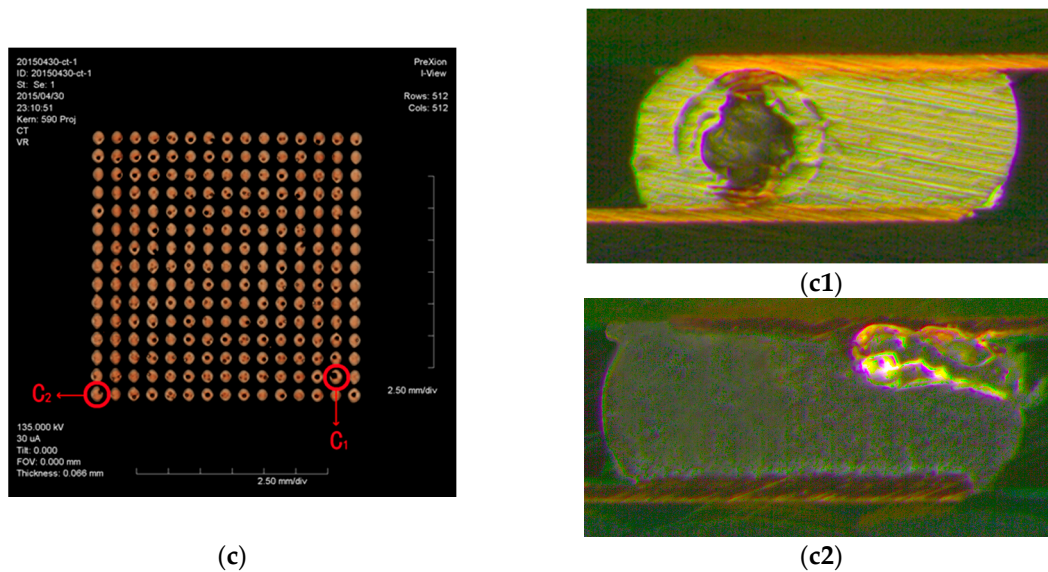 20150430-ct-1
ID: 20150430-ct-1
St: Se: 1
2015/04/30
23:10:51
Kern: 590 Proj
CT
VR
PreXion
I-View
Rows: 512
Cols: 512
2.50 mm/div
C2
C1
135.000 kV
30 uA
Tilt: 0.000
FOV: 0.000 mm
Thickness: 0.066 mm
2.50 mm/div
(c)
(c1)
(c2)